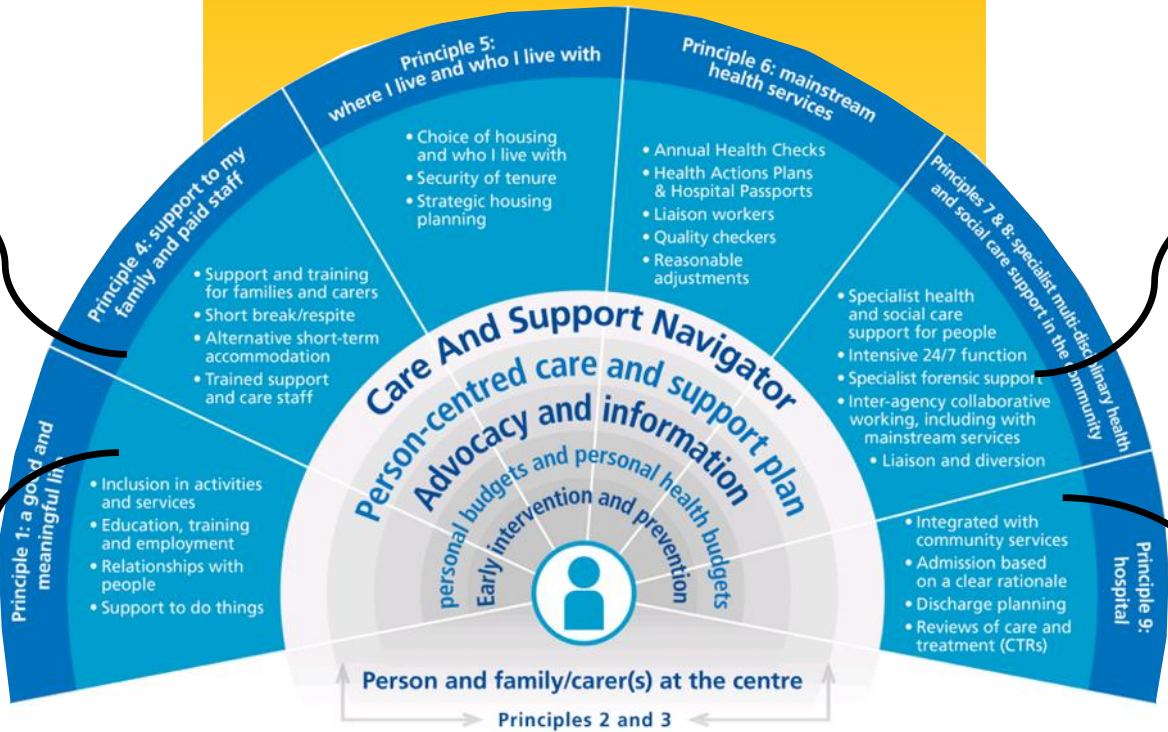 Principle 1: a good and
meaningful life
• Inclusion in activities
and services
• Education, training
and employment
• Relationships with
people
• Support to do things
Principle 4: support to my
family and paid staff
• Support and training
for families and carers
• Short break/respite
• Alternative short-term
accommodation
• Trained support
and care staff
Principle 5:
where I live and who I live with
• Choice of housing
and who I live with
• Security of tenure
• Strategic housing
planning
Principle 6: mainstream
health services
• Annual Health Checks
• Health Actions Plans
& Hospital Passports
• Liaison workers
• Quality checkers
• Reasonable
adjustments
Principles 7 & 8: specialist multi-disciplinary health
and social care support in the community
• Specialist health
and social care
support for people
• Intensive 24/7 function
• Specialist forensic support
• Inter-agency collaborative
working, including with
mainstream services
• Liaison and diversion
Principle 9:
hospital
• Integrated with
community services
• Admission based
on a clear rationale
• Discharge planning
• Reviews of care and
treatment (CTRs)
Care And Support Navigator
Person-centred care and support plan
Advocacy and information
personal budgets and personal health budgets
Early intervention and prevention
Person and family/carer(s) at the centre
Principles 2 and 3